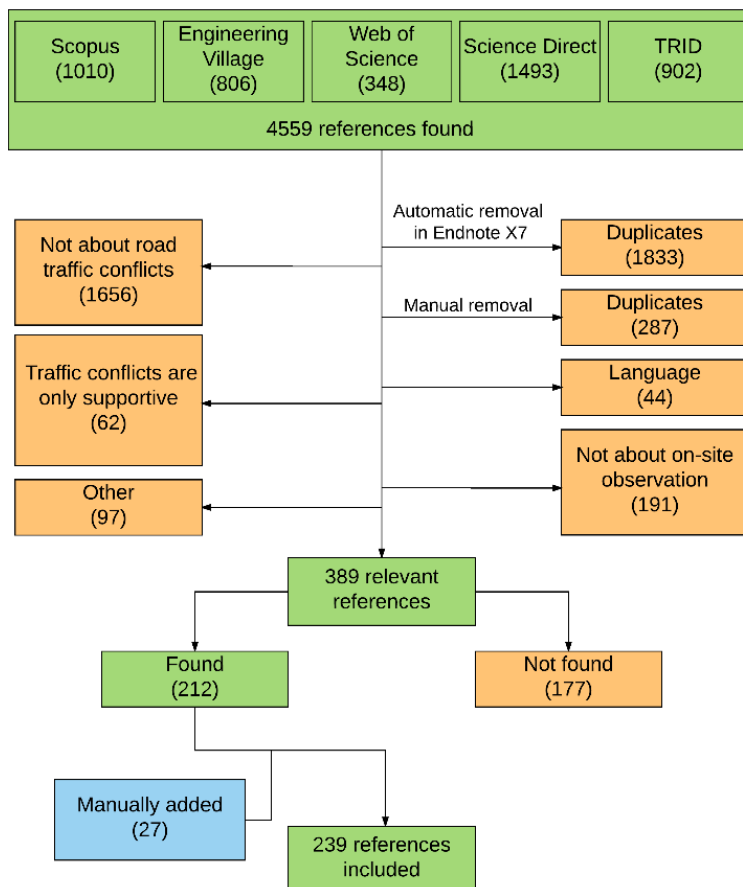 Scopus
(1010)
Engineering
Village
(806)
Web of
Science
(348)
Science Direct
(1493)
TRID
(902)
4559 references found
Automatic removal
in Endnote X7
Duplicates
(1833)
Not about road
traffic conflicts
(1656)
Manual removal
Duplicates
(287)
Traffic conflicts are
only supportive
(62)
Language
(44)
Not about on-site
observation
(191)
Other
(97)
389 relevant
references
Found
(212)
Not found
(177)
Manually added
(27)
239 references
included